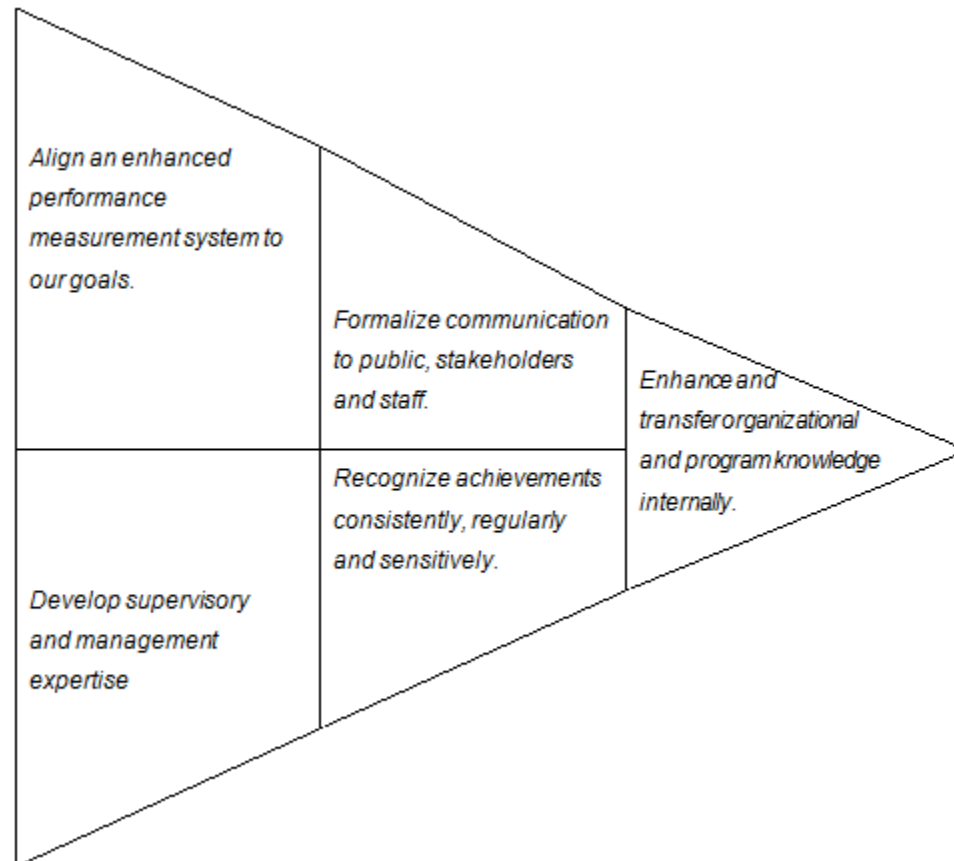 Align an enhanced
performance
measurement system to
our goals.
Formalize communication
to public, stakeholders
and staff.
Enhance and
transfer organizational
and program knowledge
internally.
Recognize achievements
consistently, regularly
and sensitively.
Develop supervisory
and management
expertise